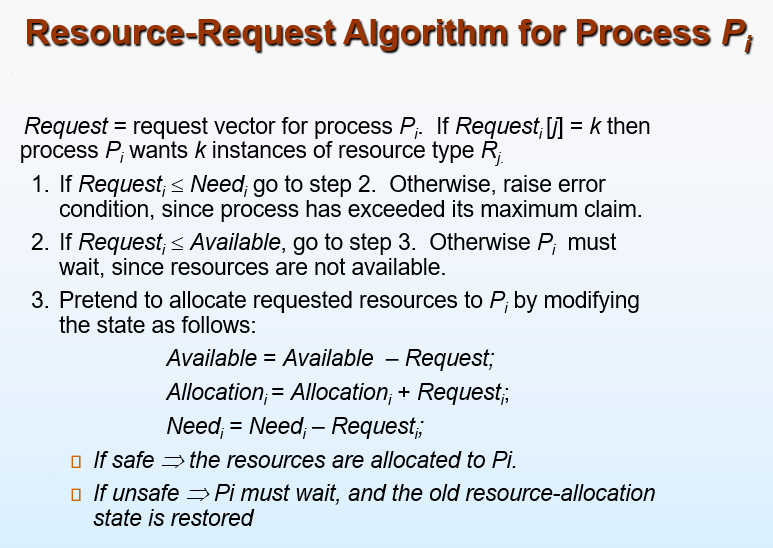 Resource-Request Algorithm for Process Pi
Request = request vector for process Pi. If Requesti [j] = k then
process Pi wants k instances of resource type Rj.
1. If Requesti ≤ Needi go to step 2. Otherwise, raise error
condition, since process has exceeded its maximum claim.
2. If Requesti ≤ Available, go to step 3. Otherwise Pi must
wait, since resources are not available.
3. Pretend to allocate requested resources to Pi by modifying
the state as follows:
Available = Available – Request;
Allocationi = Allocationi + Requesti;
Needi = Needi – Requesti;
If safe ⇒ the resources are allocated to Pi.
If unsafe ⇒ Pi must wait, and the old resource-allocation
state is restored